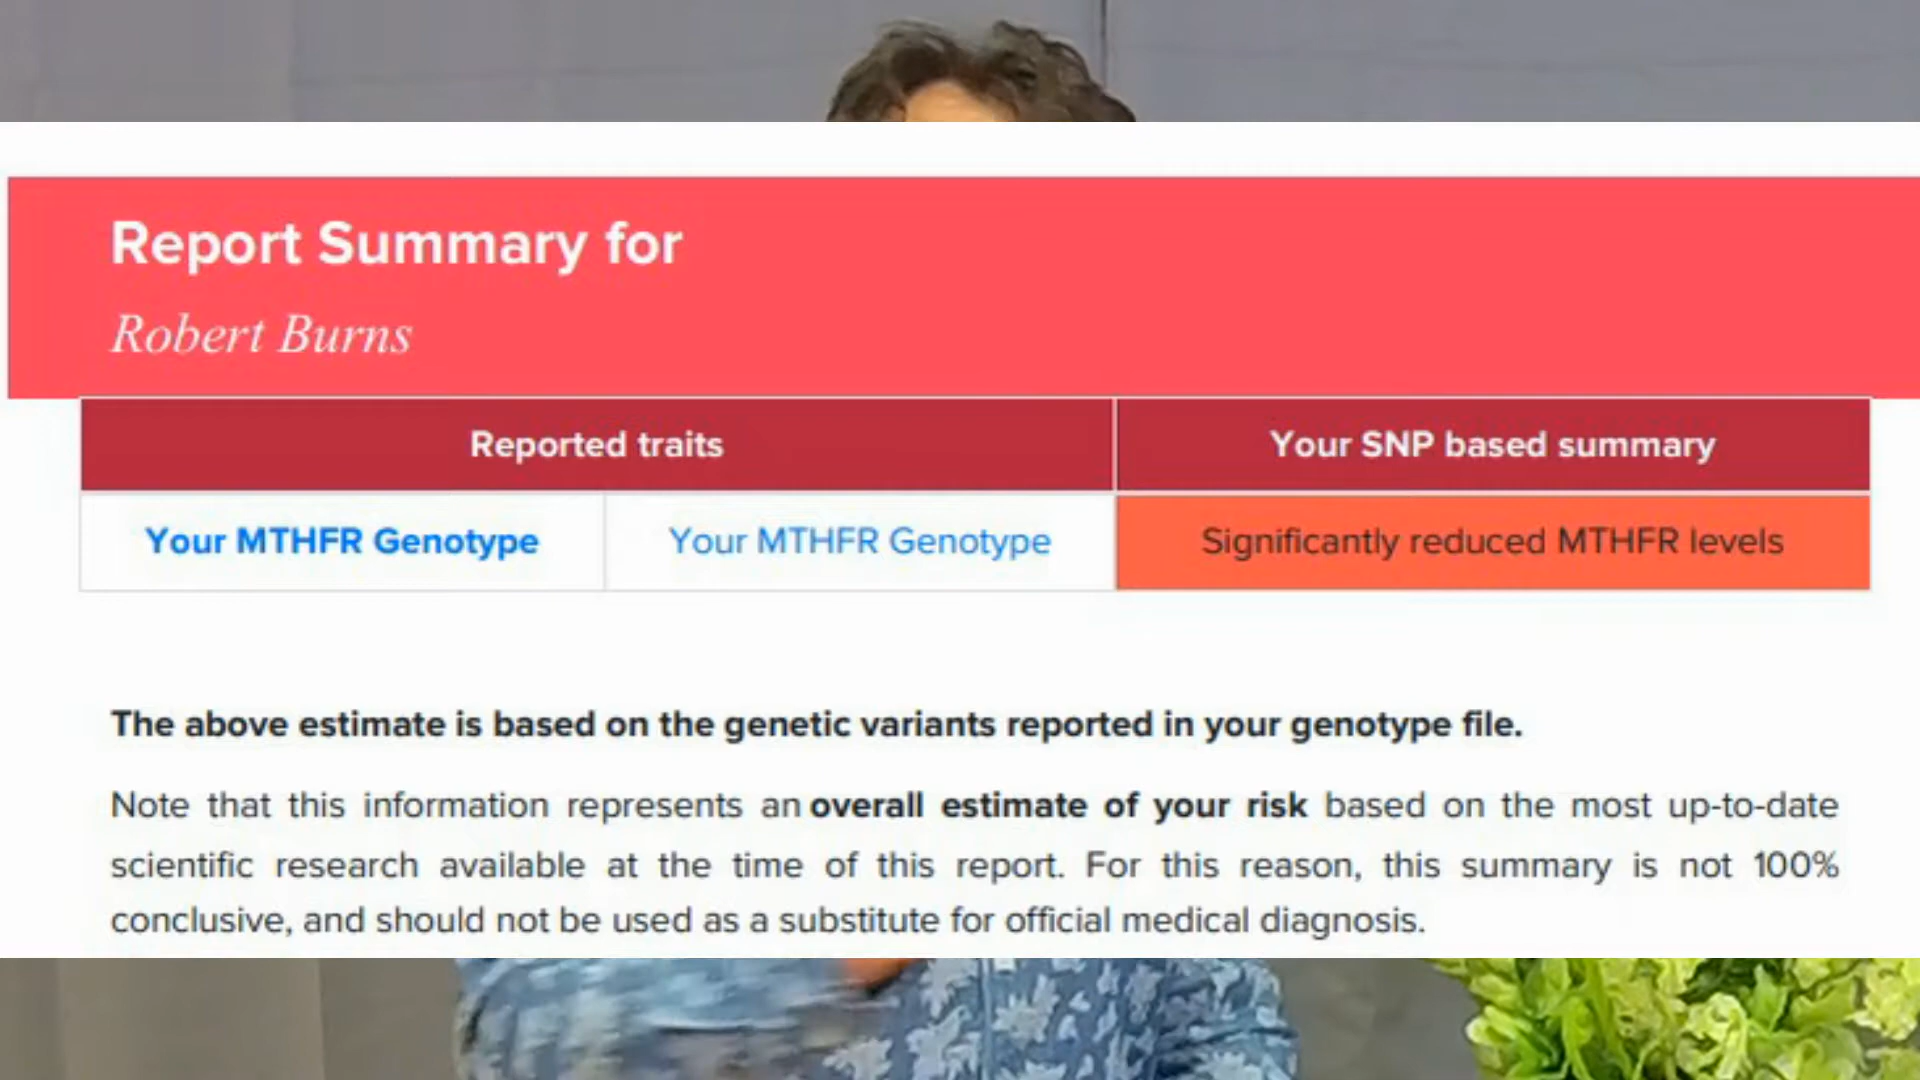 Report Summary for
Robert Burns
Reported traits
Your SNP based summary
Your MTHFR Genotype
Your MTHFR Genotype
Significantly reduced MTHFR levels
The above estimate is based on the genetic variants reported in your genotype file.
Note that this information represents an overall estimate of your risk based on the most up-to-date
scientific research available at the time of this report. For this reason, this summary is not 100%
conclusive, and should not be used as a substitute for official medical diagnosis.